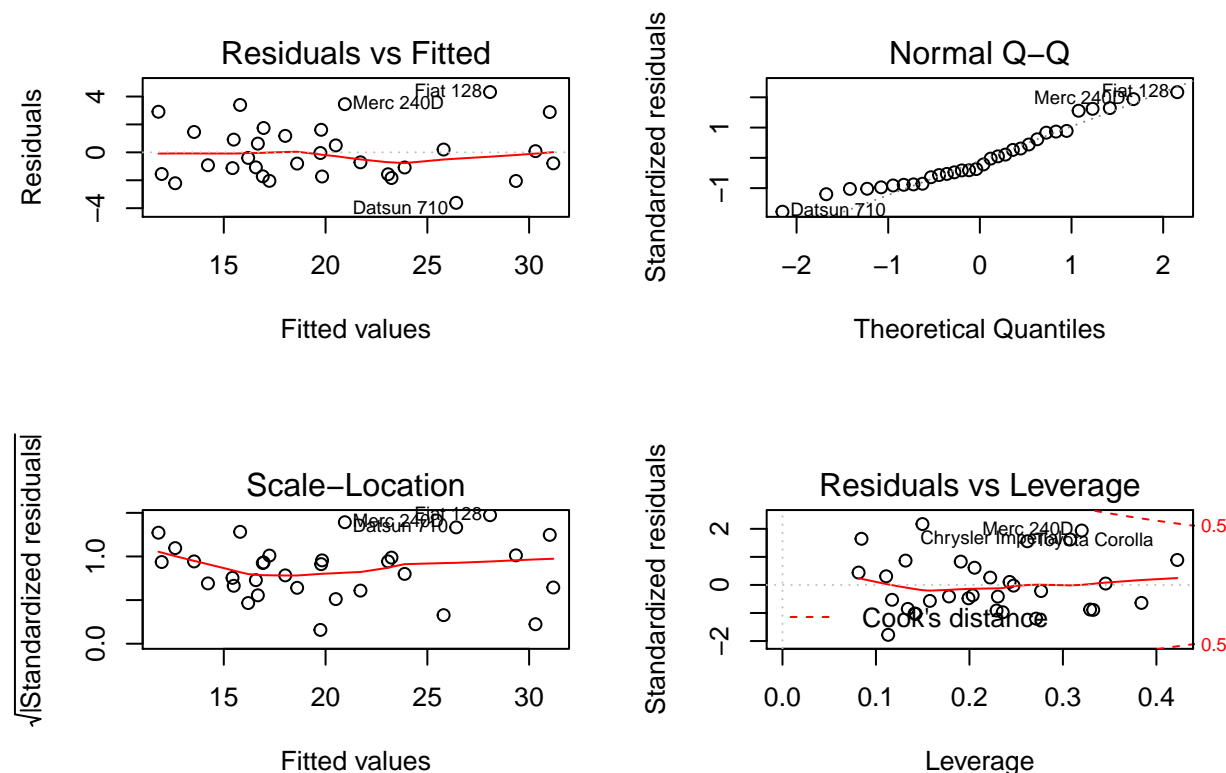 Residuals vs Fitted
Residuals
4
0
−4
Fiat 128
Merc 240D
Datsun 710
15 20 25 30
Fitted values
Normal Q−Q
Standardized residuals
1
−1
Fiat 128
Merc 240D
Datsun 710
−2 −1 0 1 2
Theoretical Quantiles
Scale−Location
√|Standardized residuals|
1.0
0.0
Fiat 128
Merc 240D
Datsun 710
15 20 25 30
Fitted values
Residuals vs Leverage
Standardized residuals
2
0
−2
Merc 240D
Chrysler Imperial
Toyota Corolla
Cook's distance
0.5
0.5
0.0 0.1 0.2 0.3 0.4
Leverage